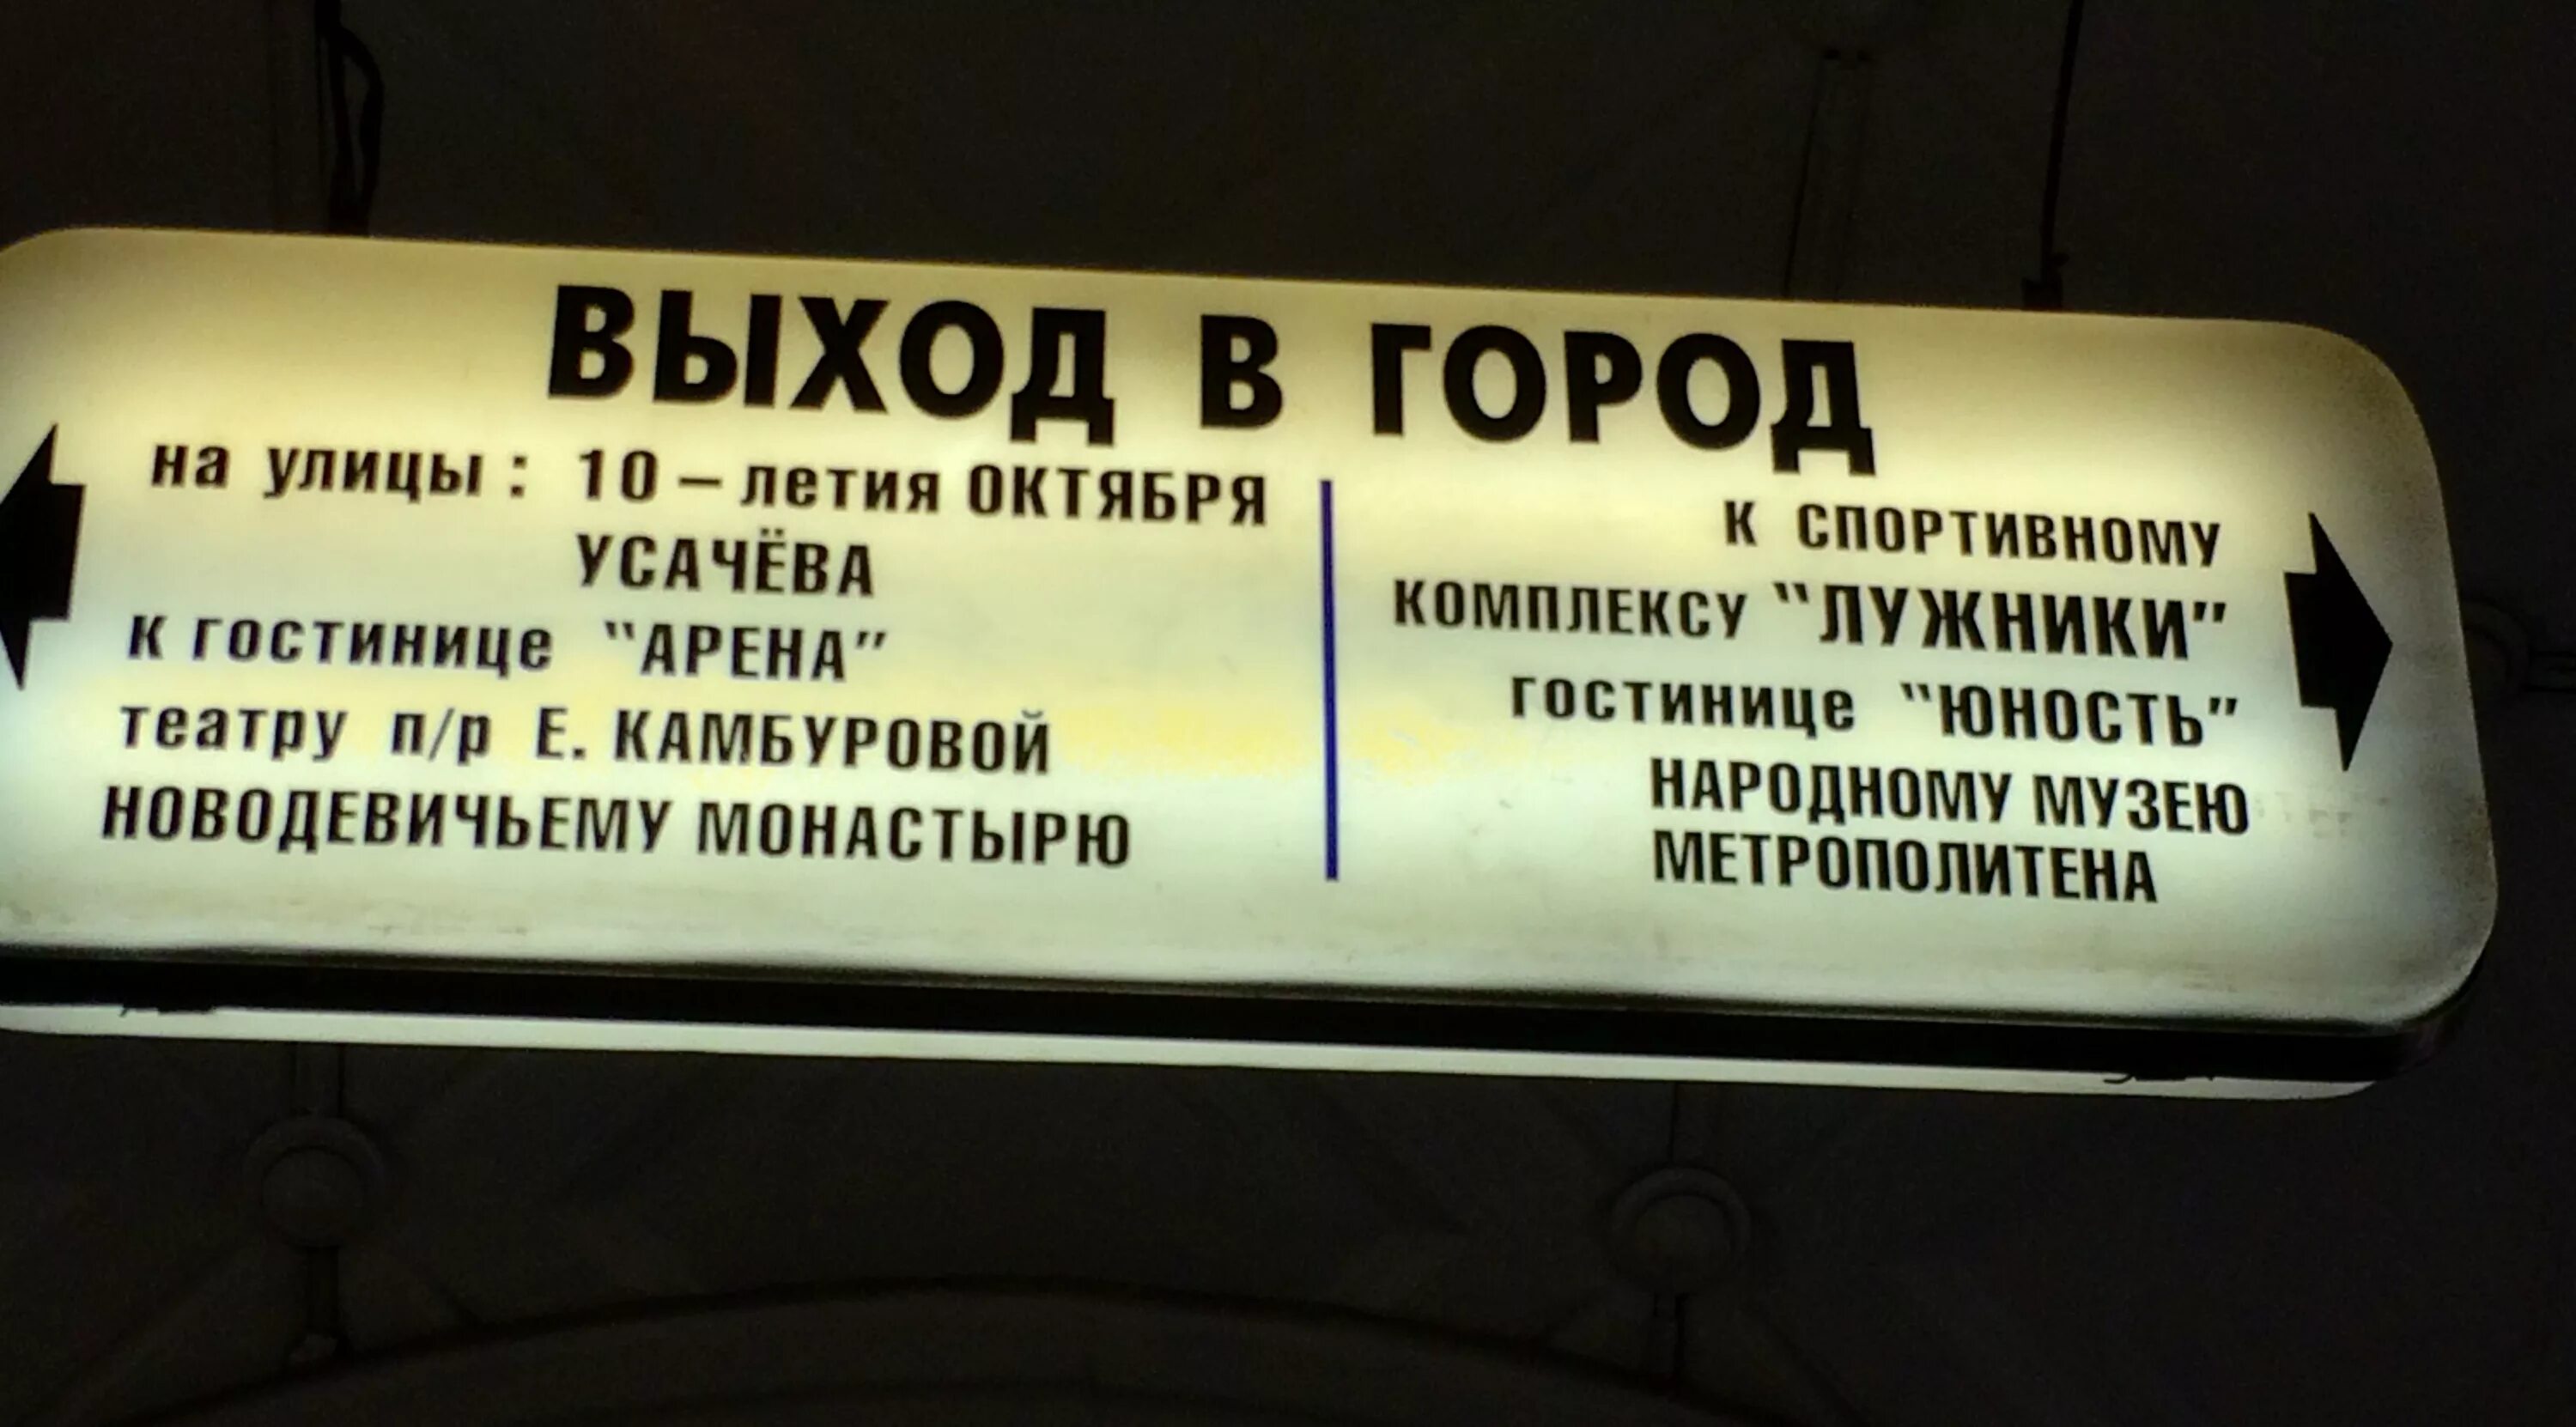 ВЫХОД В ГОРОД
на улицы : 10 – летия ОКТЯБРЯ
УСАЧЁВА
к гостинице "АРЕНА"
театру п/р Е. КАМБУРОВОЙ
НОВОДЕВИЧЬЕМУ МОНАСТЫРЮ
к СПОРТИВНОМУ
КОМПЛЕКСУ "ЛУЖНИКИ"
гостинице "ЮНОСТЬ"
НАРОДНОМУ МУЗЕЮ
МЕТРОПОЛИТЕНА